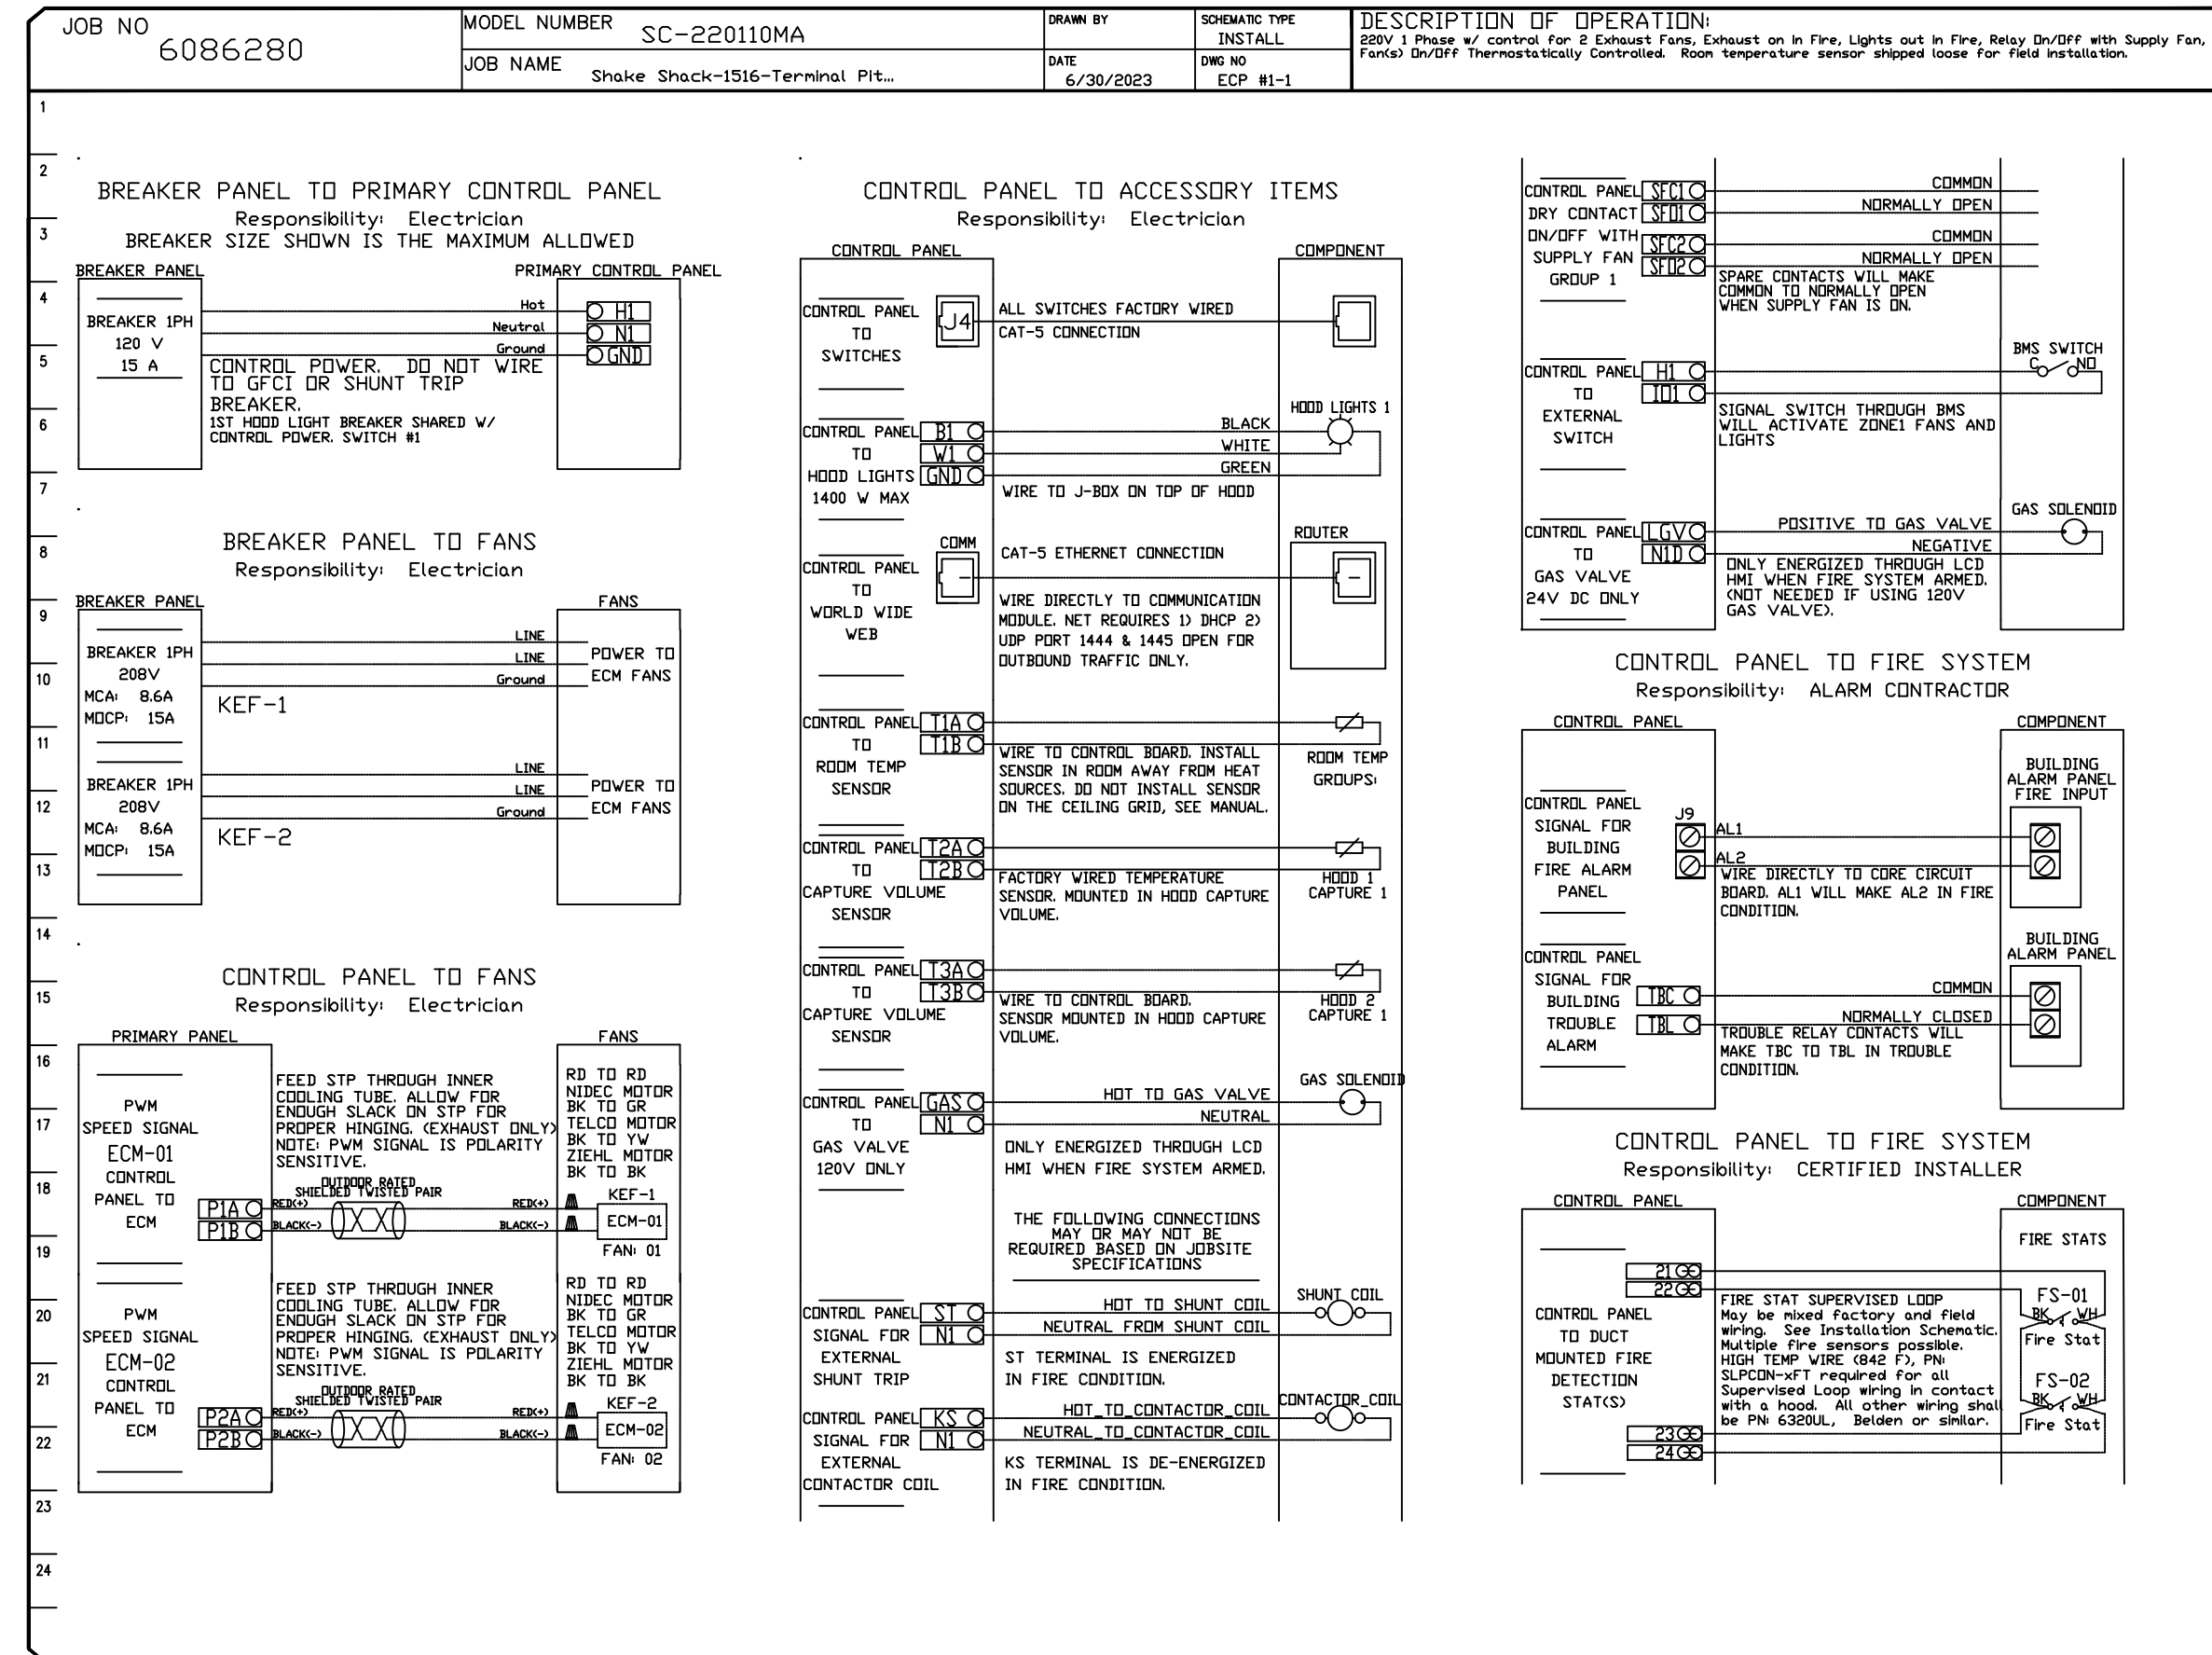 JOB NO
6086280
MODEL NUMBER SC-220110MA
JOB NAME Shake Shack-1516-Terminal Pit...
DRAWN BY
DATE
6/30/2023
SCHEMATIC TYPE
INSTALL
DWG NO
ECP #1-1
DESCRIPTION OF OPERATION:
220V 1 Phase w/ control for 2 Exhaust Fans, Exhaust on in Fire, Lights out in Fire, Relay On/Off with Supply Fan,
Fan(s) On/Off Thermostatically Controlled. Room temperature sensor shipped loose for field installation.
1
2
3
4
5
6
7
8
9
10
11
12
13
14
15
16
17
18
19
20
21
22
23
24
BREAKER PANEL TO PRIMARY CONTROL PANEL
Responsibility: Electrician
BREAKER SIZE SHOWN IS THE MAXIMUM ALLOWED
BREAKER PANEL
PRIMARY CONTROL PANEL
BREAKER 1PH
120 V
15 A
Hot
H1
Neutral
N1
Ground
GND
CONTROL POWER. DO NOT WIRE
TO GFCI OR SHUNT TRIP
BREAKER.
1ST HOOD LIGHT BREAKER SHARED W/
CONTROL POWER. SWITCH #1
BREAKER PANEL TO FANS
Responsibility: Electrician
BREAKER PANEL
FANS
BREAKER 1PH
208V
MCA: 8.6A
MOCP: 15A
LINE
LINE
Ground
KEF-1
POWER TO
ECM FANS
BREAKER 1PH
208V
MCA: 8.6A
MOCP: 15A
LINE
LINE
Ground
KEF-2
POWER TO
ECM FANS
CONTROL PANEL TO FANS
Responsibility: Electrician
PRIMARY PANEL
FANS
PWM
SPEED SIGNAL
ECM-01
CONTROL
PANEL TO
ECM
P1A
P1B
FEED STP THROUGH INNER
COOLING TUBE. ALLOW FOR
ENOUGH SLACK ON STP FOR
PROPER HINGING. (EXHAUST ONLY)
NOTE: PWM SIGNAL IS POLARITY
SENSITIVE.
OUTDOOR RATED
SHIELDED TWISTED PAIR
RED(+)
BLACK(-)
RED(+)
BLACK(-)
RD TO RD
NIDEC MOTOR
BK TO GR
TELCO MOTOR
BK TO YW
ZIEHL MOTOR
BK TO BK
KEF-1
ECM-01
FAN: 01
PWM
SPEED SIGNAL
ECM-02
CONTROL
PANEL TO
ECM
P2A
P2B
FEED STP THROUGH INNER
COOLING TUBE. ALLOW FOR
ENOUGH SLACK ON STP FOR
PROPER HINGING. (EXHAUST ONLY)
NOTE: PWM SIGNAL IS POLARITY
SENSITIVE.
OUTDOOR RATED
SHIELDED TWISTED PAIR
RED(+)
BLACK(-)
RED(+)
BLACK(-)
RD TO RD
NIDEC MOTOR
BK TO GR
TELCO MOTOR
BK TO YW
ZIEHL MOTOR
BK TO BK
KEF-2
ECM-02
FAN: 02
CONTROL PANEL TO ACCESSORY ITEMS
Responsibility: Electrician
CONTROL PANEL
COMPONENT
CONTROL PANEL
TO
SWITCHES
J4
ALL SWITCHES FACTORY WIRED
CAT-5 CONNECTION
CONTROL PANEL
TO
HOOD LIGHTS
1400 W MAX
B1
W1
GND
BLACK
WHITE
GREEN
HOOD LIGHTS 1
WIRE TO J-BOX ON TOP OF HOOD
CONTROL PANEL
TO
WORLD WIDE
WEB
COMM
CAT-5 ETHERNET CONNECTION
ROUTER
WIRE DIRECTLY TO COMMUNICATION
MODULE. NET REQUIRES 1) DHCP 2)
UDP PORT 1444 & 1445 OPEN FOR
OUTBOUND TRAFFIC ONLY.
CONTROL PANEL
TO
ROOM TEMP
SENSOR
T1A
T1B
WIRE TO CONTROL BOARD. INSTALL
SENSOR IN ROOM AWAY FROM HEAT
SOURCES. DO NOT INSTALL SENSOR
ON THE CEILING GRID, SEE MANUAL.
ROOM TEMP
GROUPS:
CONTROL PANEL
TO
CAPTURE VOLUME
SENSOR
T2A
T2B
FACTORY WIRED TEMPERATURE
SENSOR. MOUNTED IN HOOD CAPTURE
VOLUME.
HOOD 1
CAPTURE 1
CONTROL PANEL
TO
CAPTURE VOLUME
SENSOR
T3A
T3B
WIRE TO CONTROL BOARD.
SENSOR MOUNTED IN HOOD CAPTURE
VOLUME.
HOOD 2
CAPTURE 1
CONTROL PANEL
TO
GAS VALVE
120V ONLY
GAS
N1
HOT TO GAS VALVE
NEUTRAL
GAS SOLENOID
ONLY ENERGIZED THROUGH LCD
HMI WHEN FIRE SYSTEM ARMED.
THE FOLLOWING CONNECTIONS
MAY OR MAY NOT BE
REQUIRED BASED ON JOBSITE
SPECIFICATIONS
CONTROL PANEL
SIGNAL FOR
EXTERNAL
SHUNT TRIP
ST
N1
HOT TO SHUNT COIL
NEUTRAL FROM SHUNT COIL
SHUNT COIL
ST TERMINAL IS ENERGIZED
IN FIRE CONDITION.
CONTROL PANEL
SIGNAL FOR
EXTERNAL
CONTACTOR COIL
KS
N1
HOT_TO_CONTACTOR_COIL
NEUTRAL_TO_CONTACTOR_COIL
CONTACTOR_COIL
KS TERMINAL IS DE-ENERGIZED
IN FIRE CONDITION.
CONTROL PANEL
DRY CONTACT
ON/OFF WITH
SUPPLY FAN
GROUP 1
SFC1
SFO1
SFC2
SFO2
COMMON
NORMALLY OPEN
COMMON
NORMALLY OPEN
SPARE CONTACTS WILL MAKE
COMMON TO NORMALLY OPEN
WHEN SUPPLY FAN IS ON.
CONTROL PANEL
TO
EXTERNAL
SWITCH
H1
IO1
BMS SWITCH
C NO
SIGNAL SWITCH THROUGH BMS
WILL ACTIVATE ZONE1 FANS AND
LIGHTS
CONTROL PANEL
TO
GAS VALVE
24V DC ONLY
LGV
N1D
POSITIVE TO GAS VALVE
NEGATIVE
GAS SOLENOID
ONLY ENERGIZED THROUGH LCD
HMI WHEN FIRE SYSTEM ARMED.
(NOT NEEDED IF USING 120V
GAS VALVE).
CONTROL PANEL TO FIRE SYSTEM
Responsibility: ALARM CONTRACTOR
CONTROL PANEL
COMPONENT
CONTROL PANEL
SIGNAL FOR
BUILDING
FIRE ALARM
PANEL
J9
AL1
AL2
WIRE DIRECTLY TO CORE CIRCUIT
BOARD. AL1 WILL MAKE AL2 IN FIRE
CONDITION.
BUILDING
ALARM PANEL
FIRE INPUT
CONTROL PANEL
SIGNAL FOR
BUILDING
TROUBLE
ALARM
TBC
TBL
COMMON
NORMALLY CLOSED
TROUBLE RELAY CONTACTS WILL
MAKE TBC TO TBL IN TROUBLE
CONDITION.
BUILDING
ALARM PANEL
CONTROL PANEL TO FIRE SYSTEM
Responsibility: CERTIFIED INSTALLER
CONTROL PANEL
COMPONENT
FIRE STATS
CONTROL PANEL
TO DUCT
MOUNTED FIRE
DETECTION
STAT(S)
21
22
23
24
FIRE STAT SUPERVISED LOOP
May be mixed factory and field
wiring. See Installation Schematic.
Multiple fire sensors possible.
HIGH TEMP WIRE (842 F), PN:
SLPCON-xFT required for all
Supervised Loop wiring in contact
with a hood. All other wiring shall
be PN: 6320UL, Belden or similar.
FS-01
BK WH
Fire Stat
FS-02
BK WH
Fire Stat